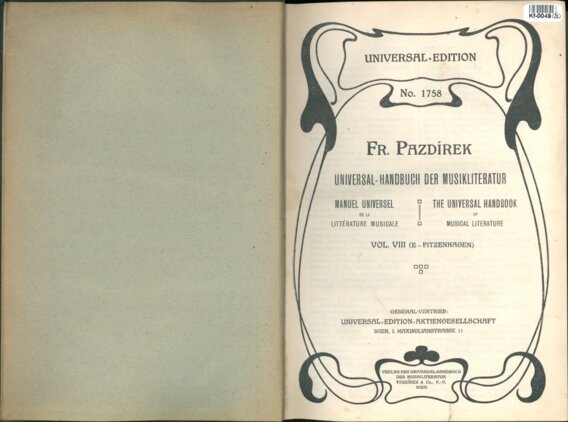 Kf-0049
UNIVERSAL-EDITION
No. 1758
FR. PAZDÍREK
UNIVERSAL-HANDBUCH DER MUSIKLITERATUR
MANUEL UNIVERSEL
DE LA
LITTÉRATURE MUSICALE
THE UNIVERSAL HANDBOOK
OF
MUSICAL LITERATURE
VOL. VIII (E - FITZENHAGEN)
GENERAL-VERTRIEB:
UNIVERSAL-EDITION-AKTIENGESELLSCHAFT
WIEN, I. MAXIMILIANSTRASSE 11
VERLAG DES UNIVERSAL-HANDBUCH
DER MUSIKLITERATUR
PAZDÍREK & Co., K.-G.
WIEN